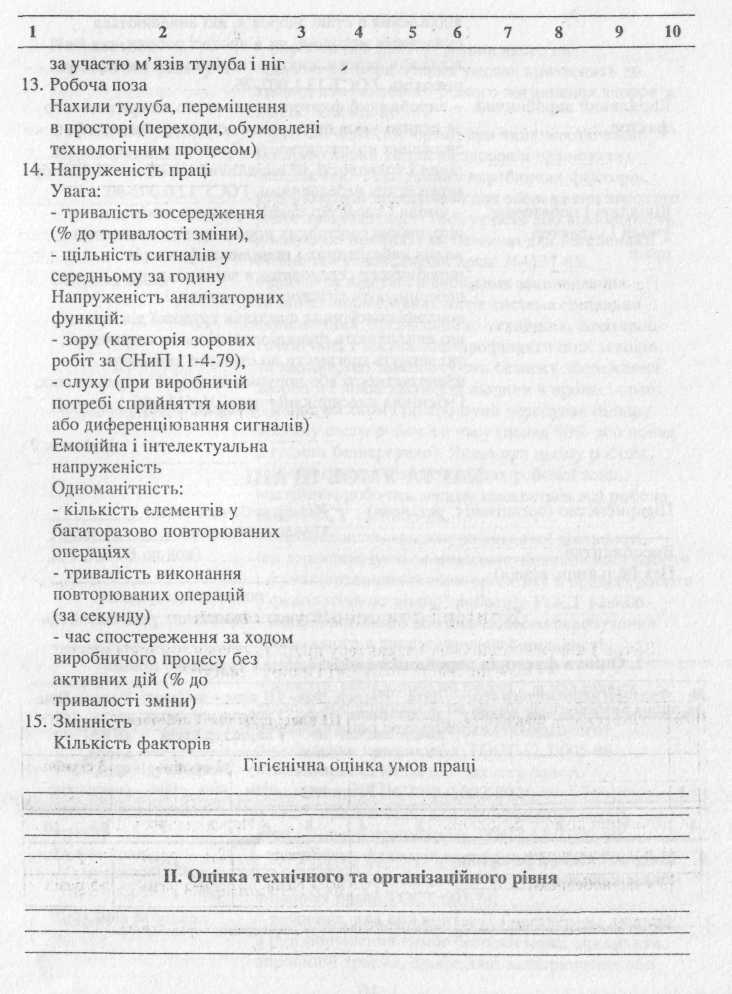 1 2 3 4 5 6 7 8 9 10
за участю м’язів тулуба і ніг
13. Робоча поза
Нахили тулуба, переміщення
в просторі (переходи, обумовлені
технологічним процесом)
14. Напруженість праці
Увага:
- тривалість зосередження
(% до тривалості зміни),
- щільність сигналів у
середньому за годину
Напруженість аналізаторних
функцій:
- зору (категорія зорових
робіт за СНиП 11-4-79),
- слуху (при виробничій
потребі сприйняття мови
або диференціювання сигналів)
Емоційна і інтелектуальна
напруженість
Одноманітність:
- кількість елементів у
багаторазово повторюваних
операціях
- тривалість виконання
повторюваних операцій
(за секунду)
- час спостереження за ходом
виробничого процесу без
активних дій (% до
тривалості зміни)
15. Змінність
Кількість факторів
Гігієнічна оцінка умов праці
II. Оцінка технічного та організаційного рівня